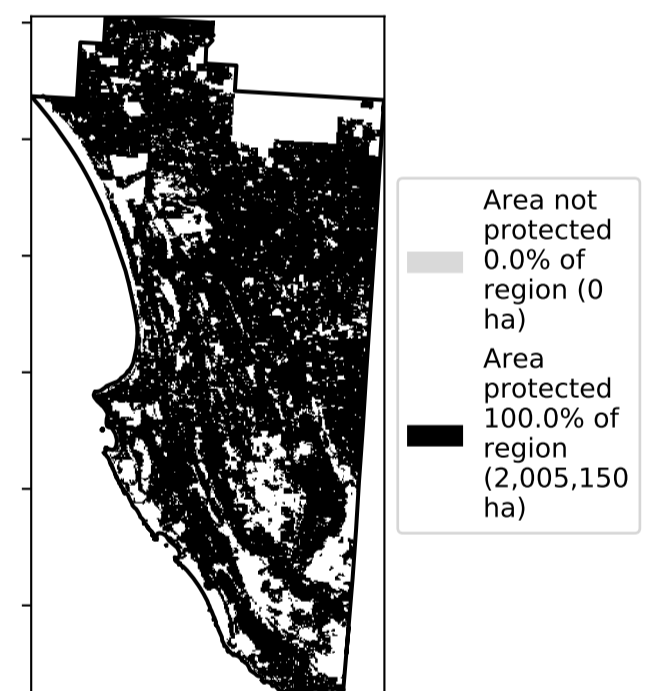 Area not
protected
0.0% of
region (0
ha)
Area
protected
100.0% of
region
(2,005,150
ha)